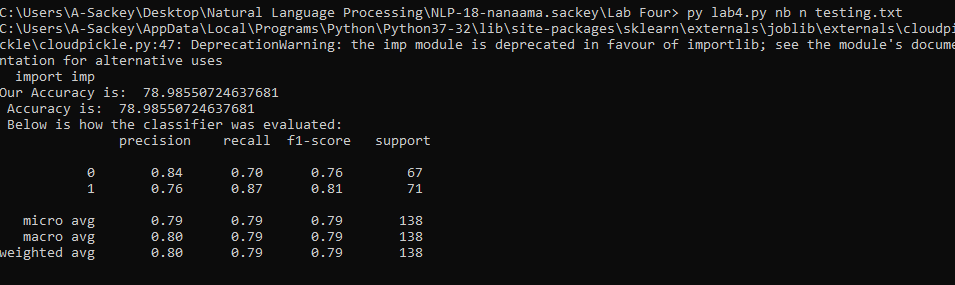 C:\Users\A-Sackey\Desktop\Natural Language Processing\NLP-18-nanaama.sackey\Lab Four> py lab4.py nb n testing.txt
C:\Users\A-Sackey\AppData\Local\Programs\Python\Python37-32\lib\site-packages\sklearn\externals\joblib\externals\cloudpi
ckle\cloudpickle.py:47: DeprecationWarning: the imp module is deprecated in favour of importlib; see the module's docume
ntation for alternative uses
  import imp
Our Accuracy is:  78.98550724637681
 Accuracy is:  78.98550724637681
 Below is how the classifier was evaluated:
               precision    recall  f1-score   support
           0       0.84      0.70      0.76        67
           1       0.76      0.87      0.81        71
   micro avg       0.79      0.79      0.79       138
   macro avg       0.80      0.79      0.79       138
weighted avg       0.80      0.79      0.79       138